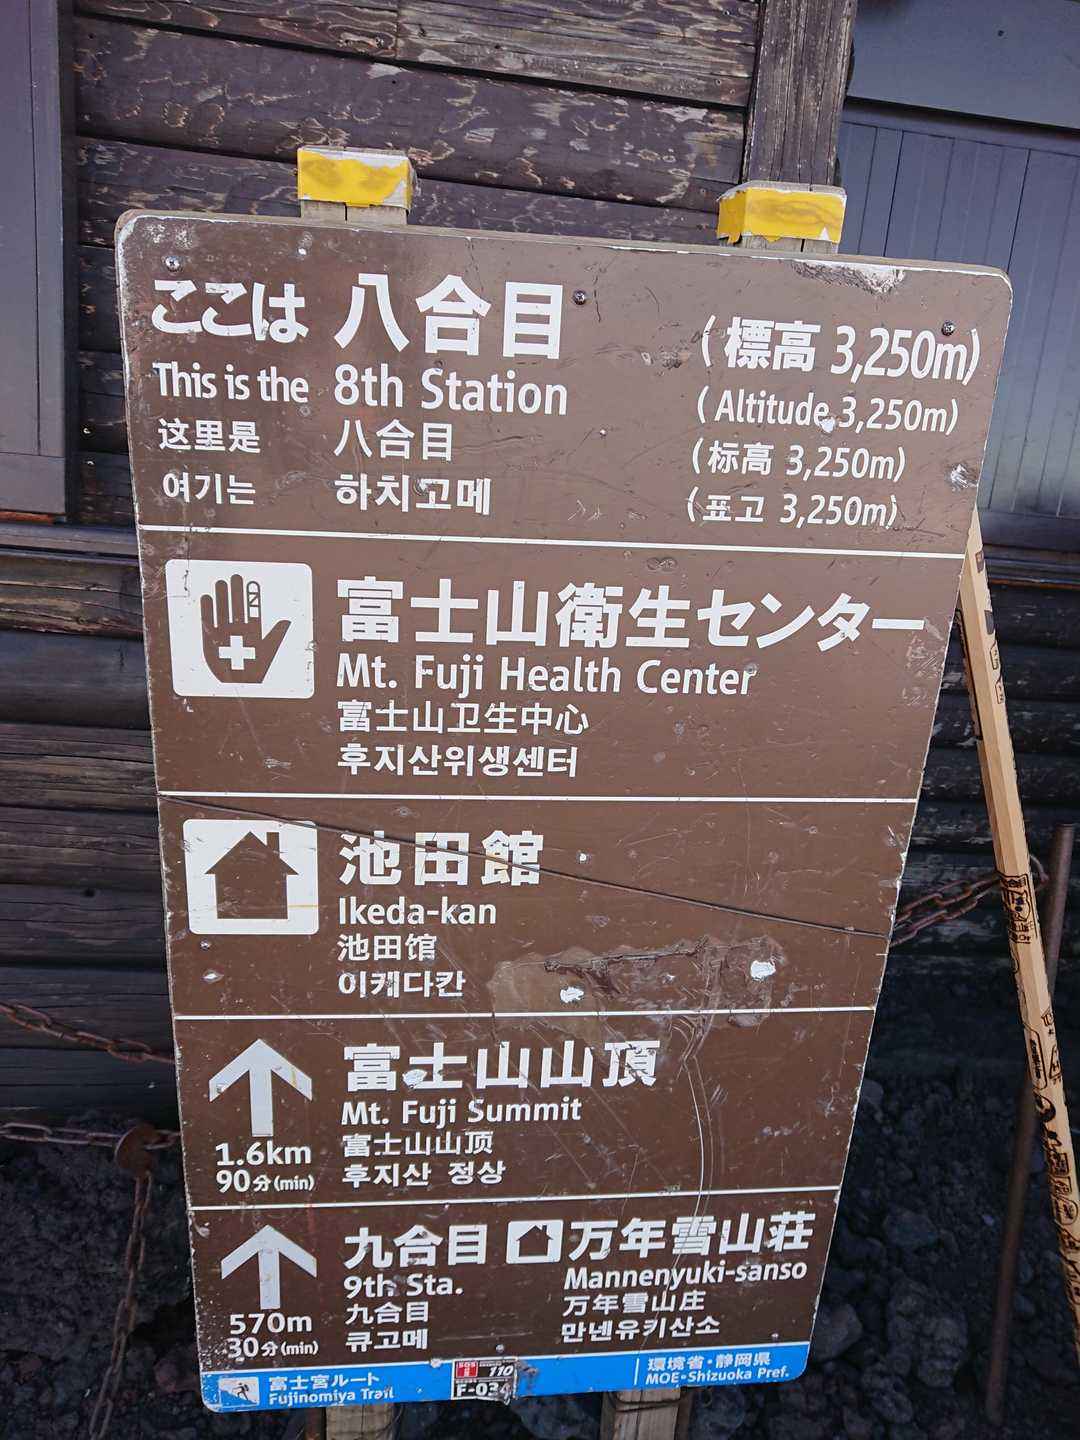 ここは 八合目 (標高 3,250m)
This is the 8th Station (Altitude 3,250m)
这里是 八合目 (标高 3,250m)
여기는 하치고메 (표고 3,250m)
富士山衛生センター
Mt. Fuji Health Center
富士山卫生中心
후지산위생센터
池田館
Ikeda-kan
池田馆
이케다칸
富士山山頂
Mt. Fuji Summit
富士山山顶
후지산 정상
1.6km
90分(min)
九合目 万年雪山荘
9th Sta. Mannenyuki-sanso
九合目 万年雪山庄
큐고메 만넨유키산소
570m
30分(min)
富士宮ルート
Fujinomiya Trail
SOS
110
環境省・静岡県
MOE・Shizuoka Pref.